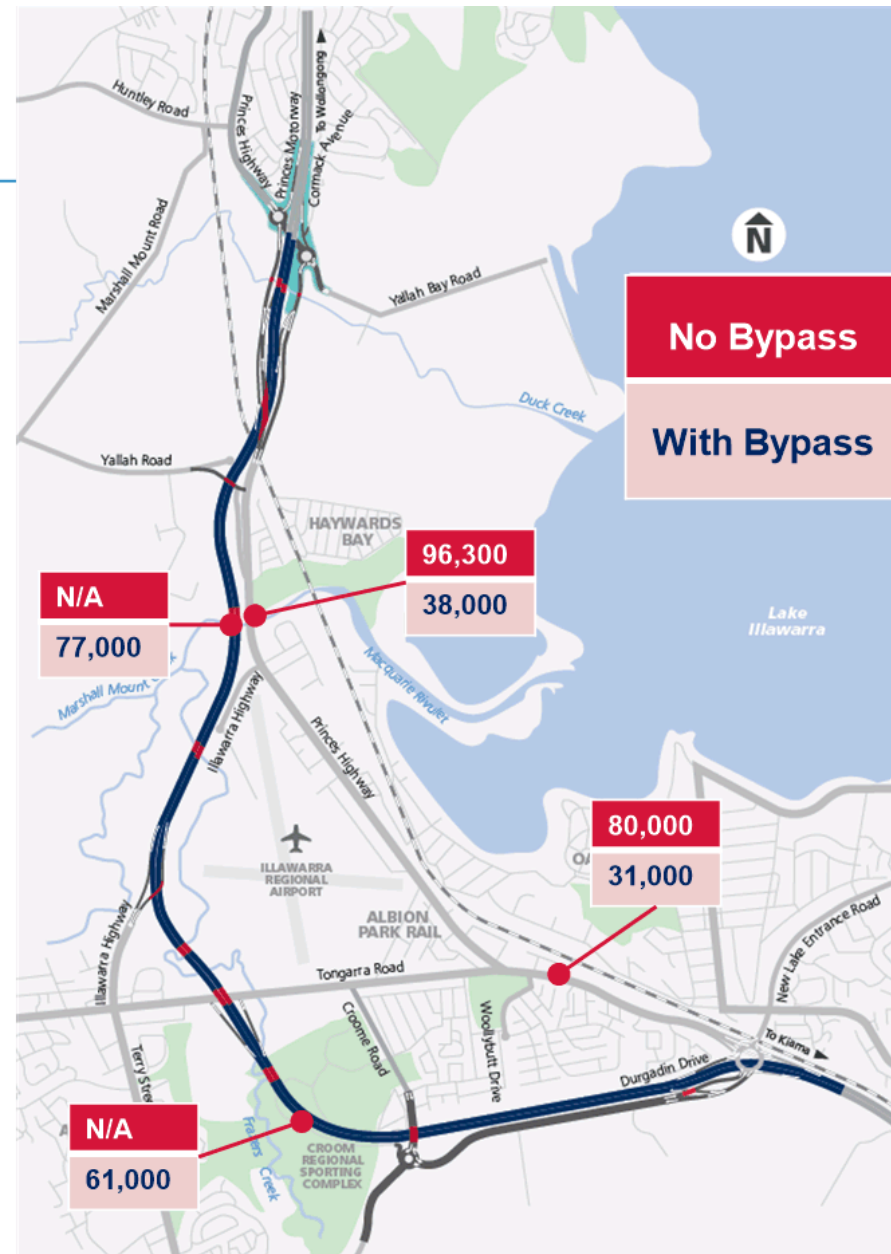 Huntley Road
Princes Highway
Princes Motorway
To Wollongong
Cormack Avenue
Marshall Mount Road
Yallah Bay Road
N
No Bypass
With Bypass
Duck Creek
Yallah Road
HAYWARDS
BAY
96,300
38,000
N/A
77,000
Lake
Illawarra
Marshall Mount
Macquarie Rivulet
Illawarra Highway
Princes Highway
80,000
31,000
ILLAWARRA
REGIONAL
AIRPORT
ALBION
PARK RAIL
New Lake Entrance Road
Illawarra Highway
Tongarra Road
Croome Road
Woollybutt Drive
To Kiama
Durgadin Drive
Terry Stree
N/A
61,000
Frazers Creek
CROOM
REGIONAL
SPORTING
COMPLEX